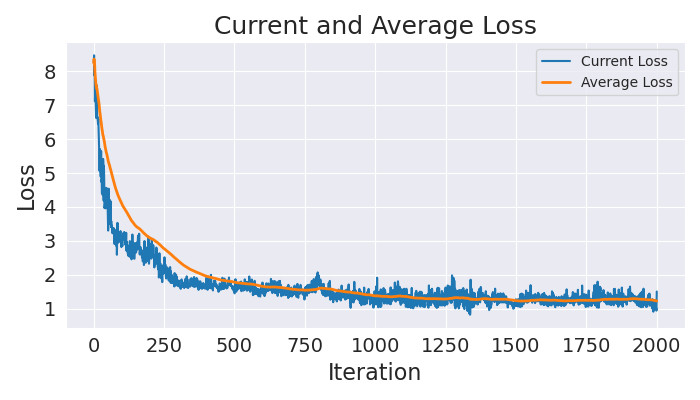 Current and Average Loss
Current Loss
Average Loss
Loss
8
7
6
5
4
3
2
1
0 250 500 750 1000 1250 1500 1750 2000
Iteration